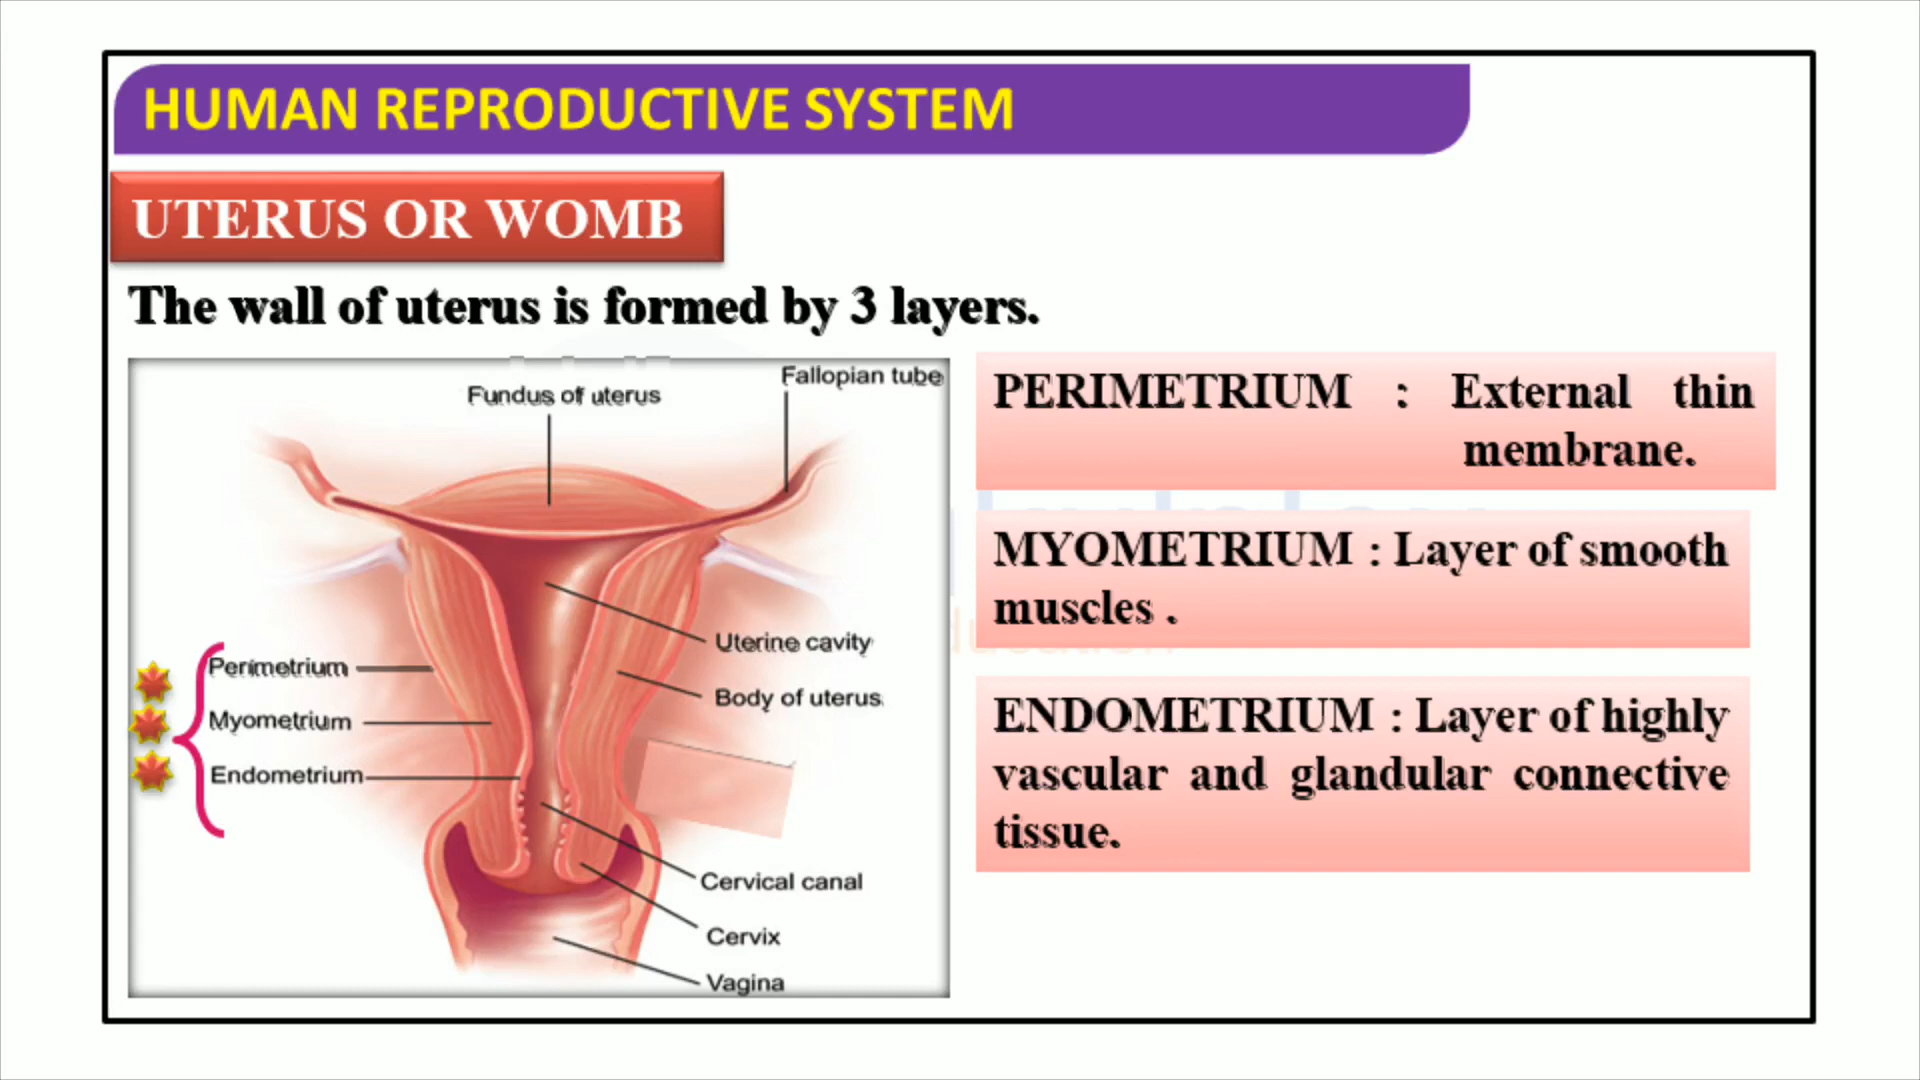 HUMAN REPRODUCTIVE SYSTEM
UTERUS OR WOMB
The wall of uterus is formed by 3 layers.
Fundus of uterus
Fallopian tube
Uterine cavity
Body of uterus
Perimetrium
Myometrium
Endometrium
Cervical canal
Cervix
Vagina
PERIMETRIUM : External thin
membrane.
MYOMETRIUM : Layer of smooth
muscles .
ENDOMETRIUM : Layer of highly
vascular and glandular connective
tissue.